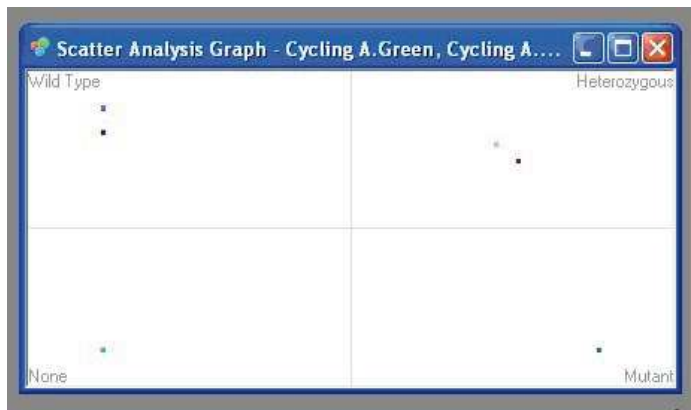 Scatter Analysis Graph - Cycling A.Green, Cycling A....
Wild Type
Heterozygous
None
Mutant